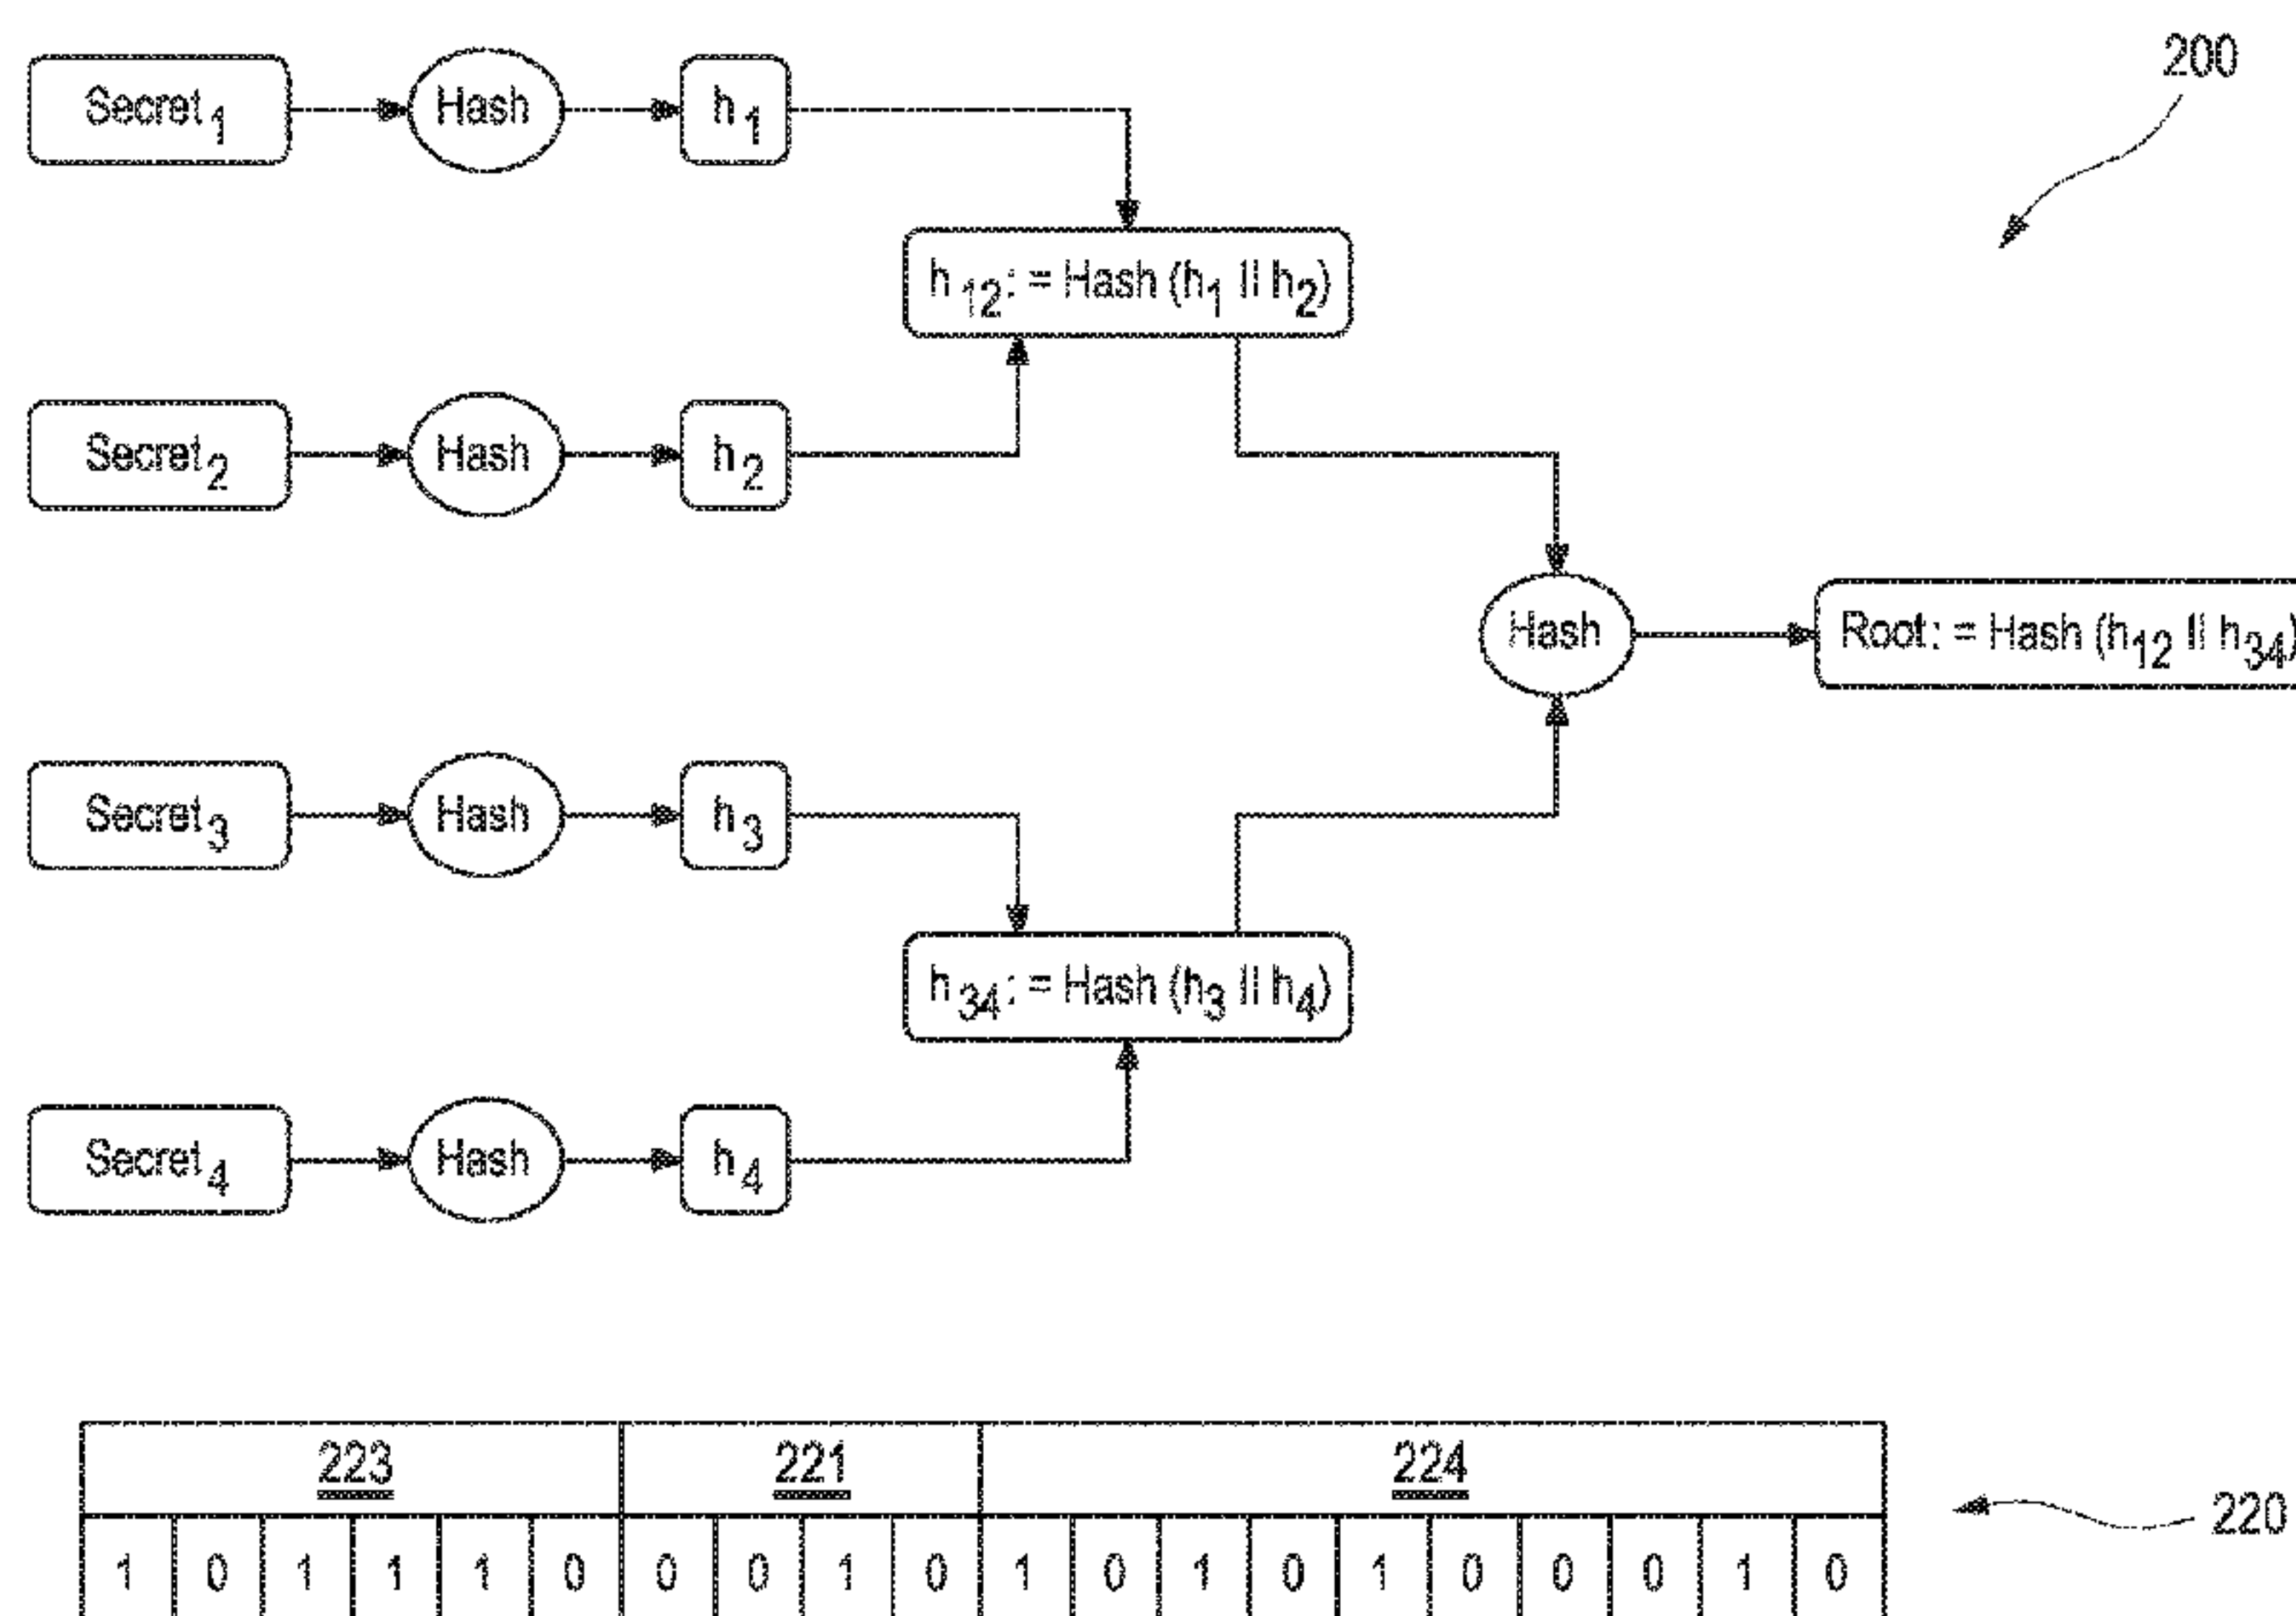 200
Secret1 Hash h1
h12: = Hash (h1 || h2)
Secret2 Hash h2
Hash Root: = Hash (h12 || h34)
Secret3 Hash h3
h34: = Hash (h3 || h4)
Secret4 Hash h4
223 221 224
220
1 0 1 1 1 0 0 0 1 0 1 0 1 0 1 0 0 0 1 0